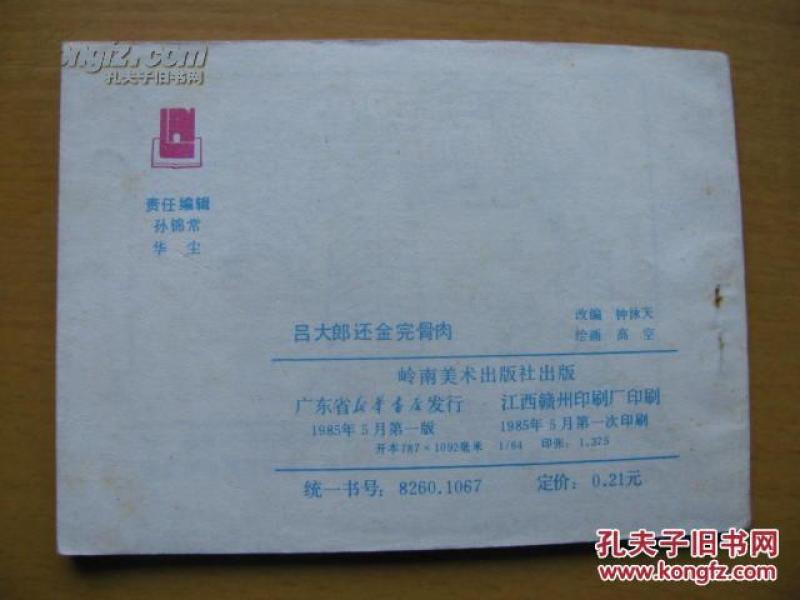 ngfz.com
孔夫子旧书网
责任编辑
孙锦常
华 尘
吕大郎还金完骨肉
改编 钟泳天
绘画 高 空
岭南美术出版社出版
广东省新华书店发行 江西赣州印刷厂印刷
1985年5月第一版 1985年5月第一次印刷
开本787×1092毫米 1/64 印张:1.375
统一书号:8260.1067 定价:0.21元
孔夫子旧书网
www.kongfz.com